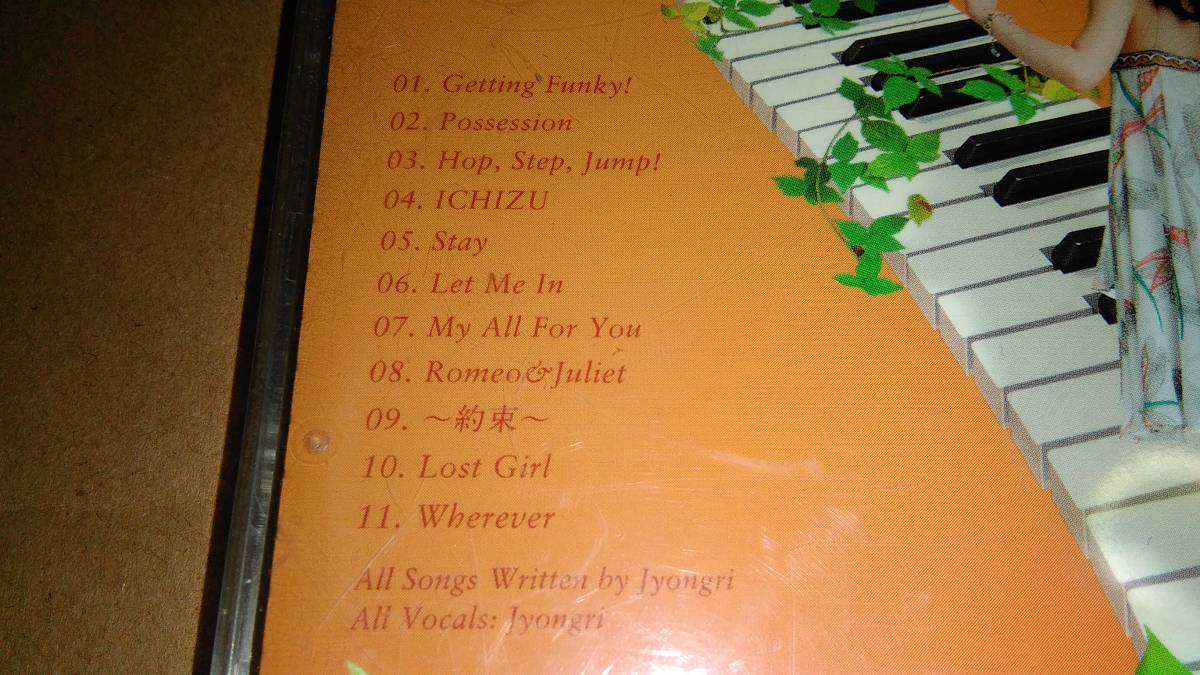 01. Getting Funky!
02. Possession
03. Hop, Step, Jump!
04. ICHIZU
05. Stay
06. Let Me In
07. My All For You
08. Romeo&Juliet
09. ～約束～
10. Lost Girl
11. Wherever
All Songs Written by Jyongri
All Vocals: Jyongri